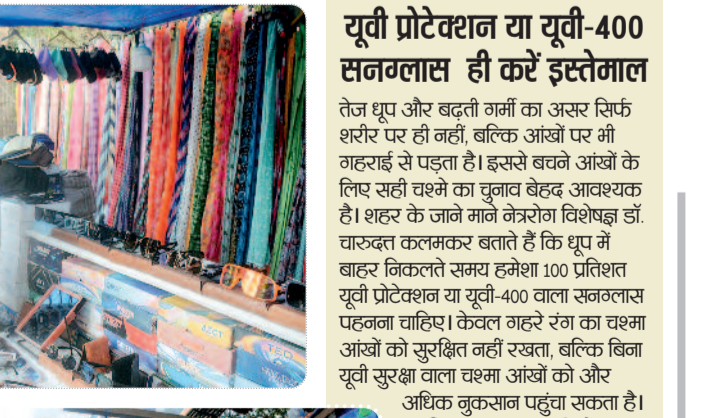 यूवी प्रोटेक्शन या यूवी-400
सनग्लास ही करें इस्तेमाल
तेज धूप और बढ़ती गर्मी का असर सिर्फ
शरीर पर ही नहीं, बल्कि आंखों पर भी
गहराई से पड़ता है। इससे बचने आंखों के
लिए सही चश्मे का चुनाव बेहद आवश्यक
है। शहर के जाने माने नेत्ररोग विशेषज्ञ डॉ.
चारुदत्त कलमकर बताते हैं कि धूप में
बाहर निकलते समय हमेशा 100 प्रतिशत
यूवी प्रोटेक्शन या यूवी-400 वाला सनग्लास
पहनना चाहिए। केवल गहरे रंग का चश्मा
आंखों को सुरक्षित नहीं रखता, बल्कि बिना
यूवी सुरक्षा वाला चश्मा आंखों को और
अधिक नुकसान पहुंचा सकता है।